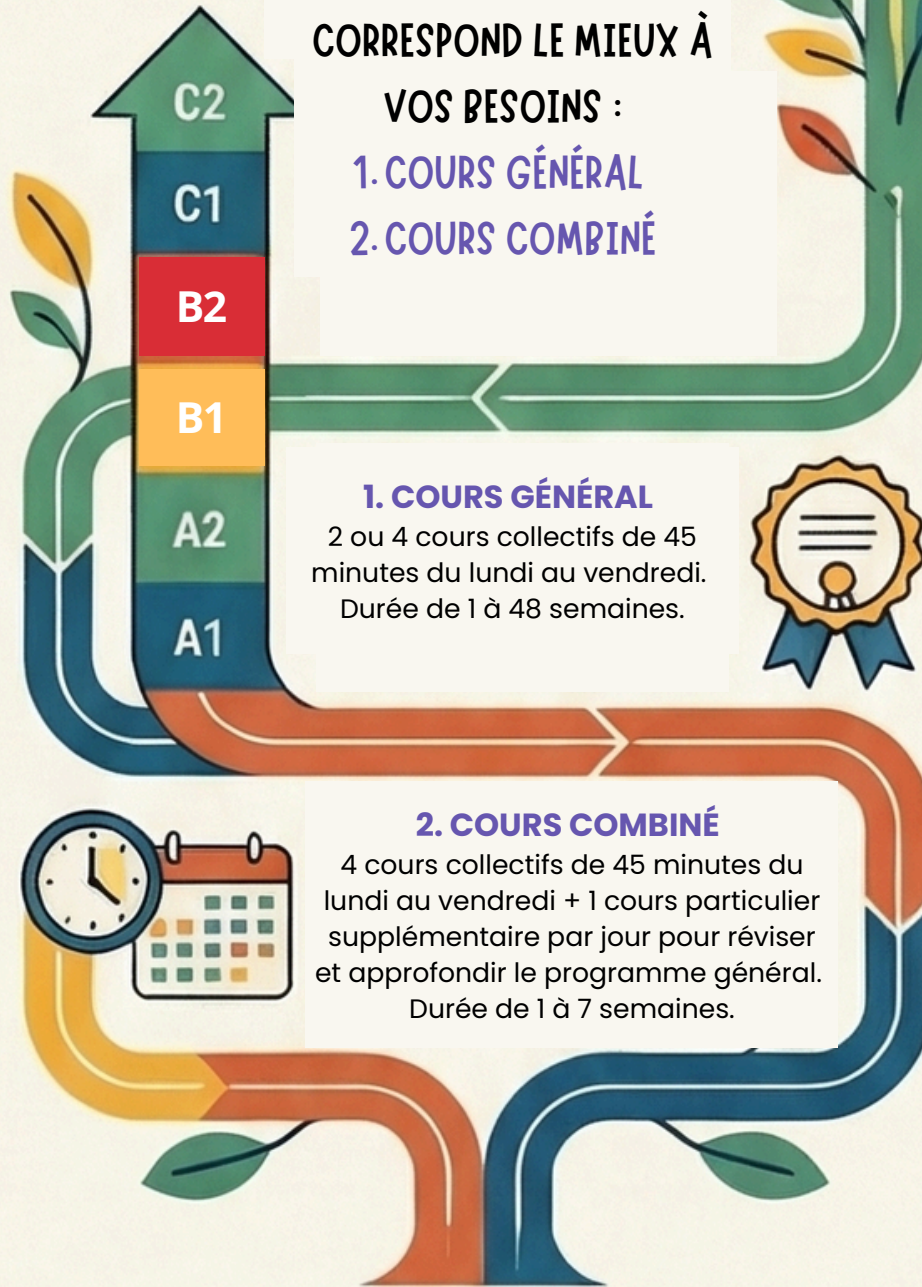 CORRESPOND LE MIEUX À
VOS BESOINS :
1. COURS GÉNÉRAL
2. COURS COMBINÉ
C2
C1
B2
B1
A2
A1
1. COURS GÉNÉRAL
2 ou 4 cours collectifs de 45
minutes du lundi au vendredi.
Durée de 1 à 48 semaines.
2. COURS COMBINÉ
4 cours collectifs de 45 minutes du
lundi au vendredi + 1 cours particulier
supplémentaire par jour pour réviser
et approfondir le programme général.
Durée de 1 à 7 semaines.